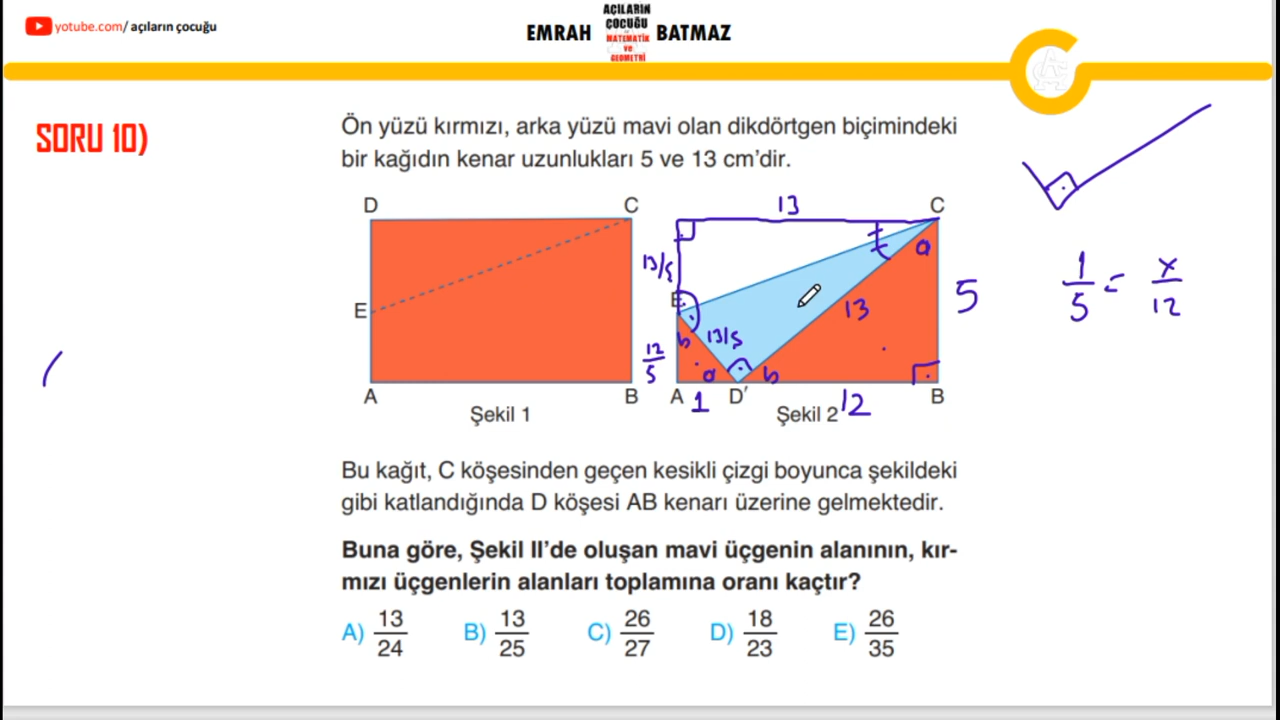 yotube.com/ açıların çocuğu
EMRAH
AÇILARIN
ÇOCUĞU
MATEMATİK
ve
GEOMETRİ
BATMAZ
SORU 10)
Ön yüzü kırmızı, arka yüzü mavi olan dikdörtgen biçimindeki
bir kağıdın kenar uzunlukları 5 ve 13 cm'dir.
D C
E
A B
Şekil 1
13
C
13/5
E
a
13
5
b 13/5
12/5
a b
A 1 D' B
Şekil 2 12
1/5 = x/12
Bu kağıt, C köşesinden geçen kesikli çizgi boyunca şekildeki
gibi katlandığında D köşesi AB kenarı üzerine gelmektedir.
Buna göre, Şekil II'de oluşan mavi üçgenin alanının, kır-
mızı üçgenlerin alanları toplamına oranı kaçtır?
A) 13/24 B) 13/25 C) 26/27 D) 18/23 E) 26/35